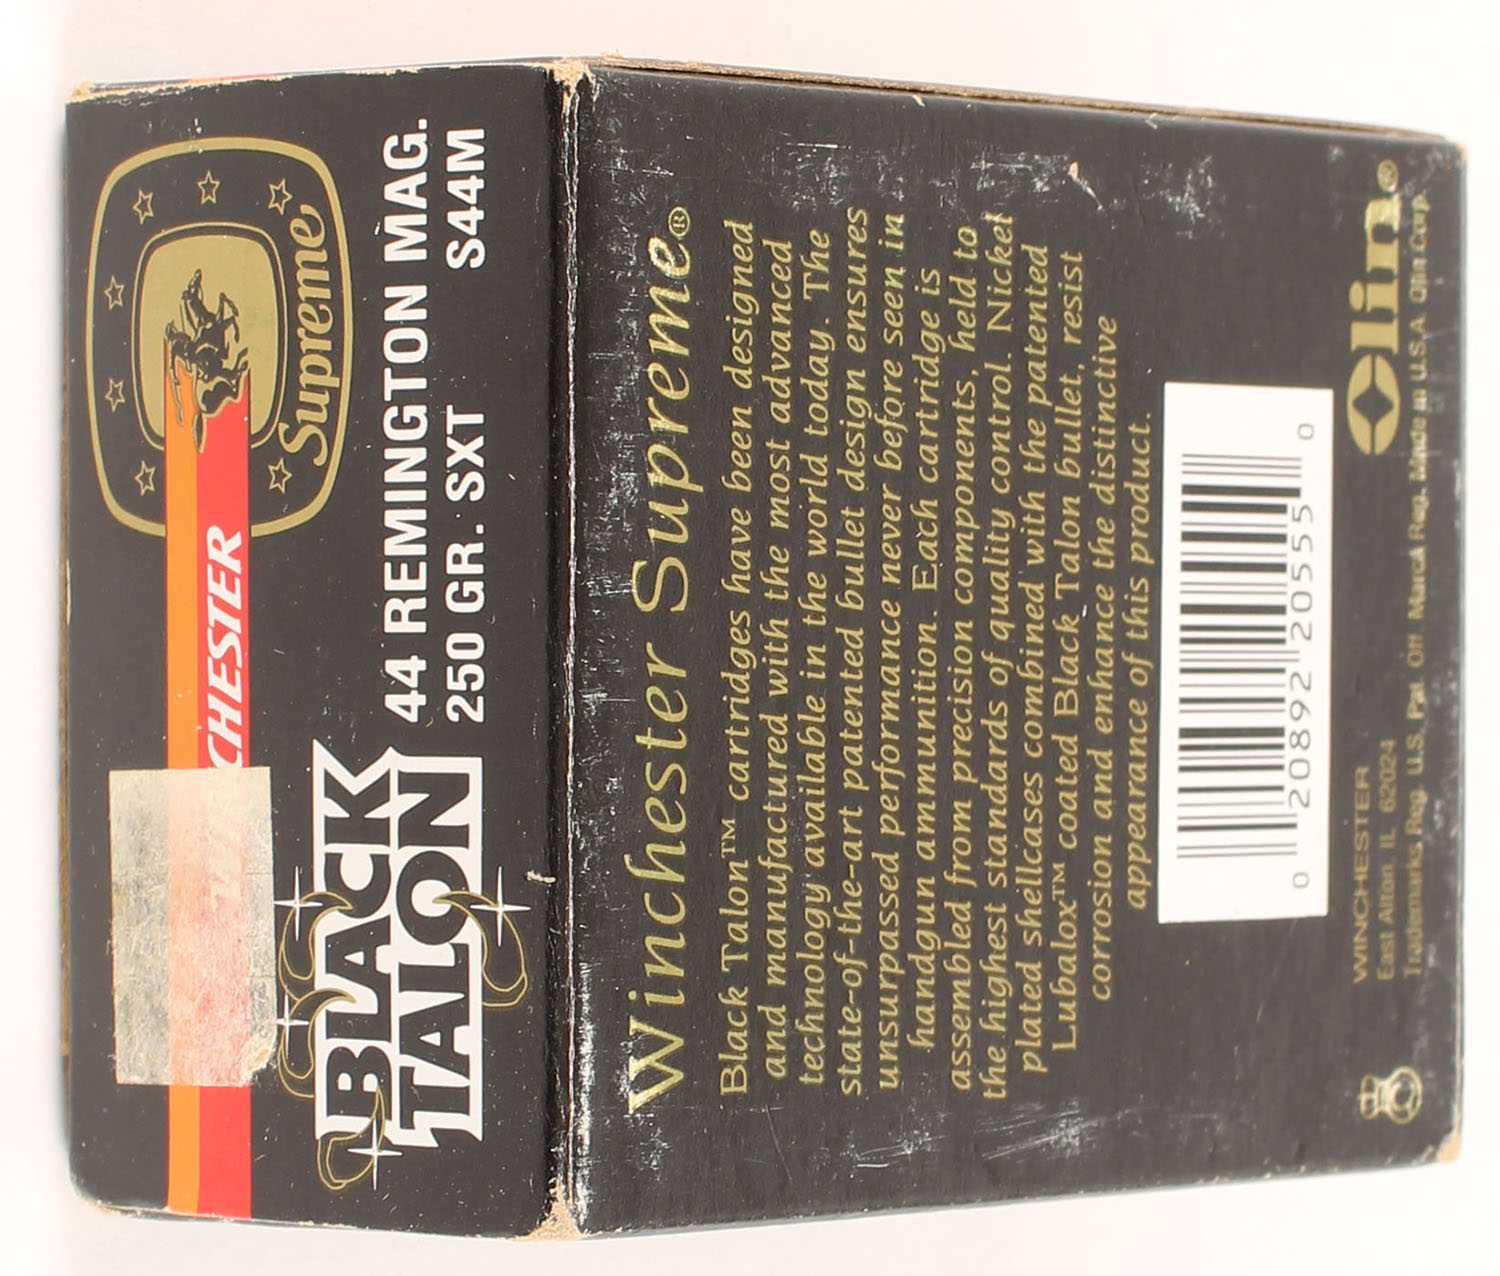 WINCHESTER
Supreme
BLACK
TALON
44 REMINGTON MAG.
250 GR. SXT S44M
Winchester Supreme®
Black Talon™ cartridges have been designed
and manufactured with the most advanced
technology available in the world today. The
state-of-the-art patented bullet design ensures
unsurpassed performance never before seen in
handgun ammunition. Each cartridge is
assembled from precision components, held to
the highest standards of quality control. Nickel
plated shellcases combined with the patented
Lubalox™ coated Black Talon bullet, resist
corrosion and enhance the distinctive
appearance of this product.
0 20892 20555 0
WINCHESTER
East Alton, IL 62024
Trademarks Reg. U.S. Pat. Off. Marca Reg. Made in U.S.A. Olin Corp.
Olin®